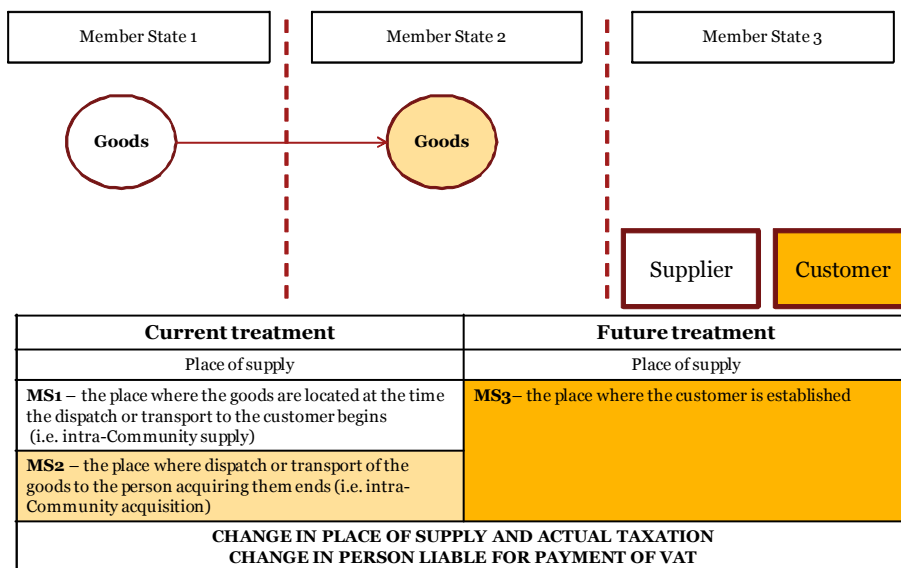 Member State 1
Member State 2
Member State 3
Goods
Goods
Supplier
Customer
Current treatment
Future treatment
Place of supply
Place of supply
MS1 – the place where the goods are located at the time
the dispatch or transport to the customer begins
(i.e. intra-Community supply)
MS3– the place where the customer is established
MS2 – the place where dispatch or transport of the
goods to the person acquiring them ends (i.e. intra-
Community acquisition)
CHANGE IN PLACE OF SUPPLY AND ACTUAL TAXATION
CHANGE IN PERSON LIABLE FOR PAYMENT OF VAT